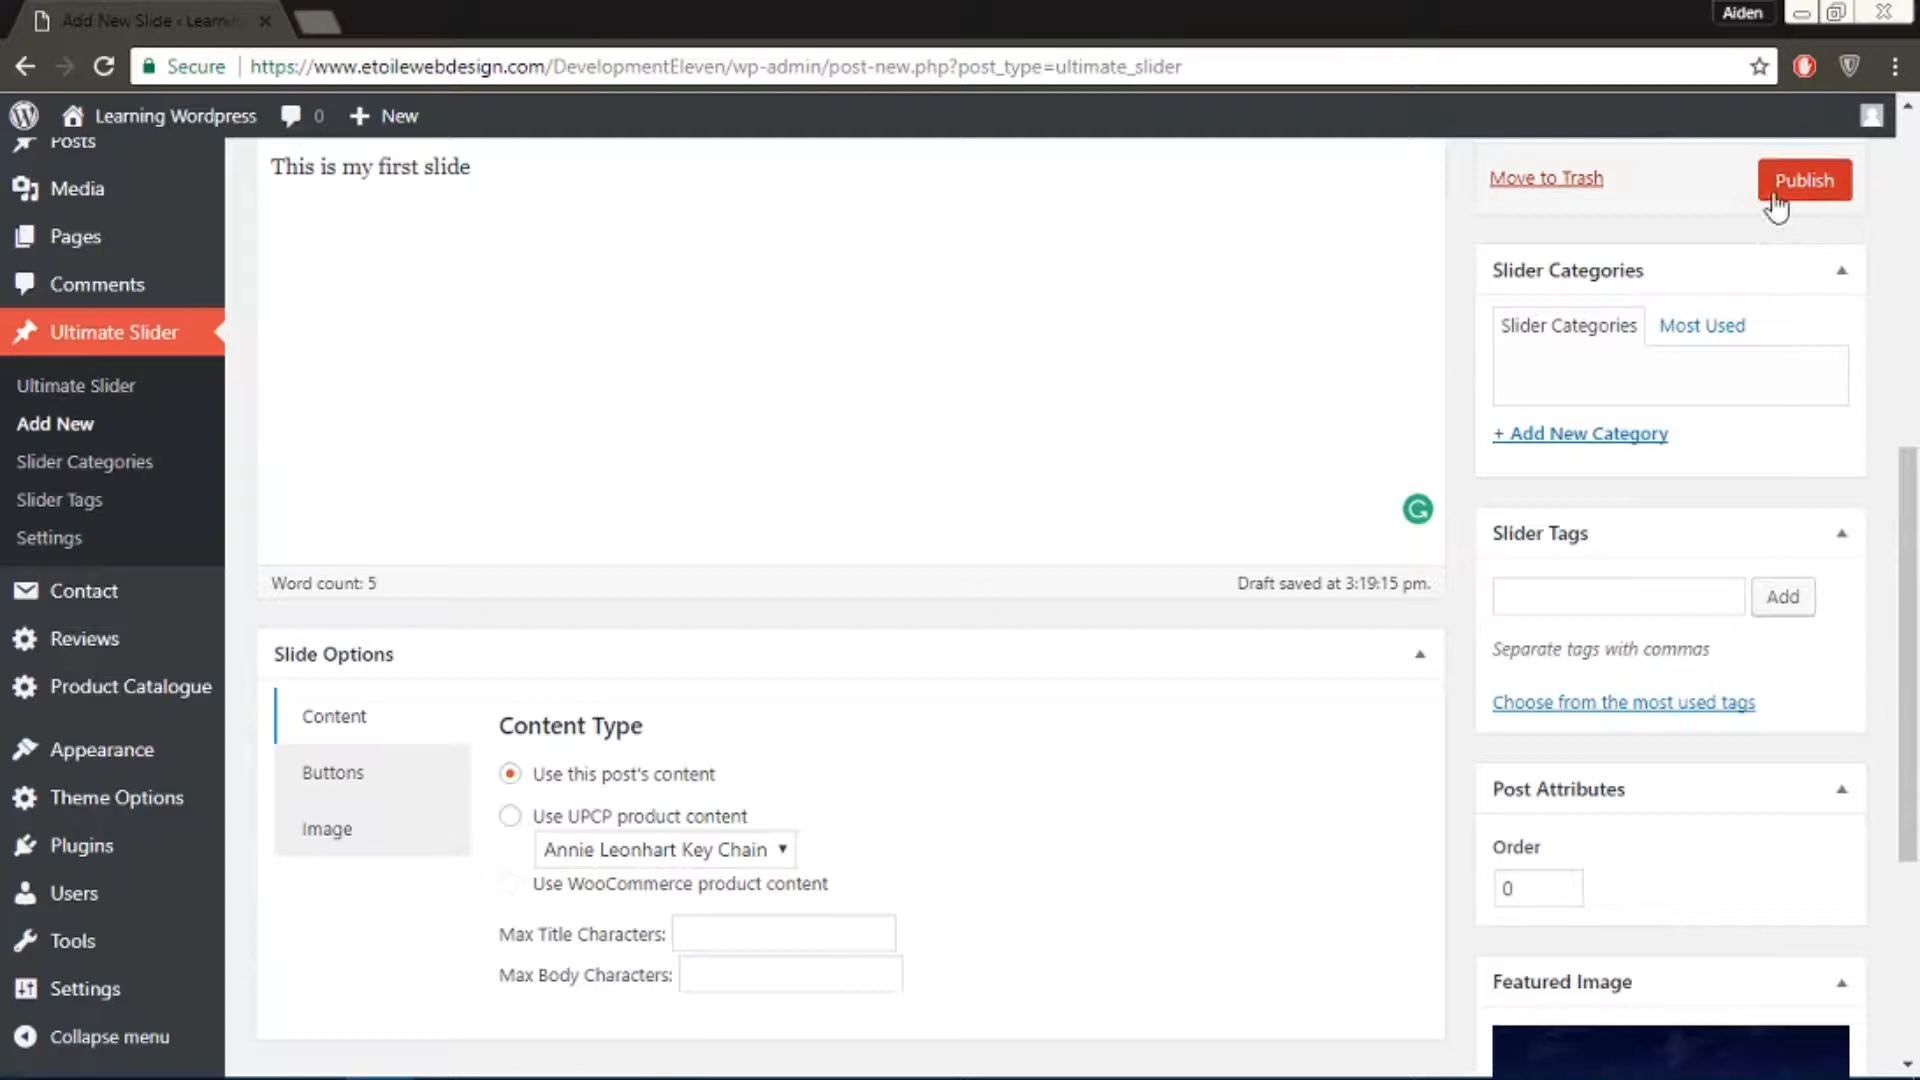 Add New Slide ‹ Learnin
Aiden
Secure
https://www.etoilewebdesign.com/DevelopmentEleven/wp-admin/post-new.php?post_type=ultimate_slider
Learning Wordpress
0
New
Posts
Media
Pages
Comments
Ultimate Slider
Ultimate Slider
Add New
Slider Categories
Slider Tags
Settings
Contact
Reviews
Product Catalogue
Appearance
Theme Options
Plugins
Users
Tools
Settings
Collapse menu
This is my first slide
Word count: 5
Draft saved at 3:19:15 pm.
Slide Options
Content
Buttons
Image
Content Type
Use this post's content
Use UPCP product content
Annie Leonhart Key Chain
Use WooCommerce product content
Max Title Characters:
Max Body Characters:
Move to Trash
Publish
Slider Categories
Slider Categories
Most Used
+ Add New Category
Slider Tags
Add
Separate tags with commas
Choose from the most used tags
Post Attributes
Order
0
Featured Image